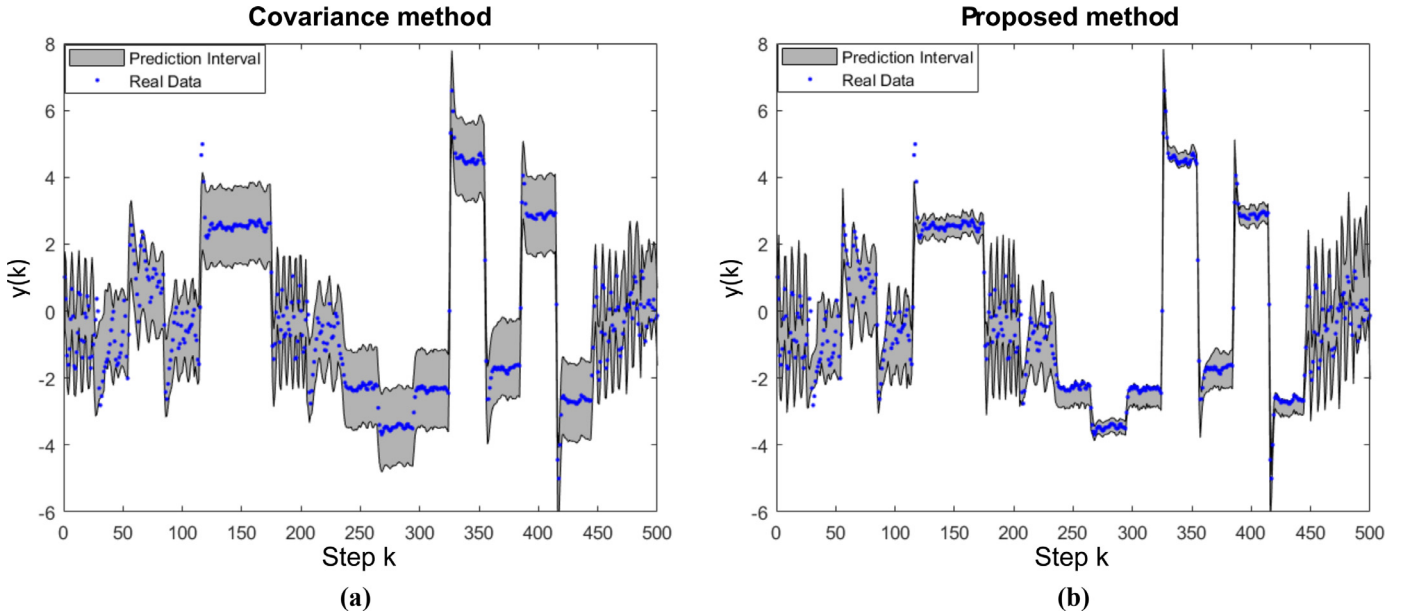 Covariance method
8
6
4
2
0
-2
-4
-6
y(k)
Prediction Interval
Real Data
0 50 100 150 200 250 300 350 400 450 500
Step k
(a)
Proposed method
8
6
4
2
0
-2
-4
-6
y(k)
Prediction Interval
Real Data
0 50 100 150 200 250 300 350 400 450 500
Step k
(b)